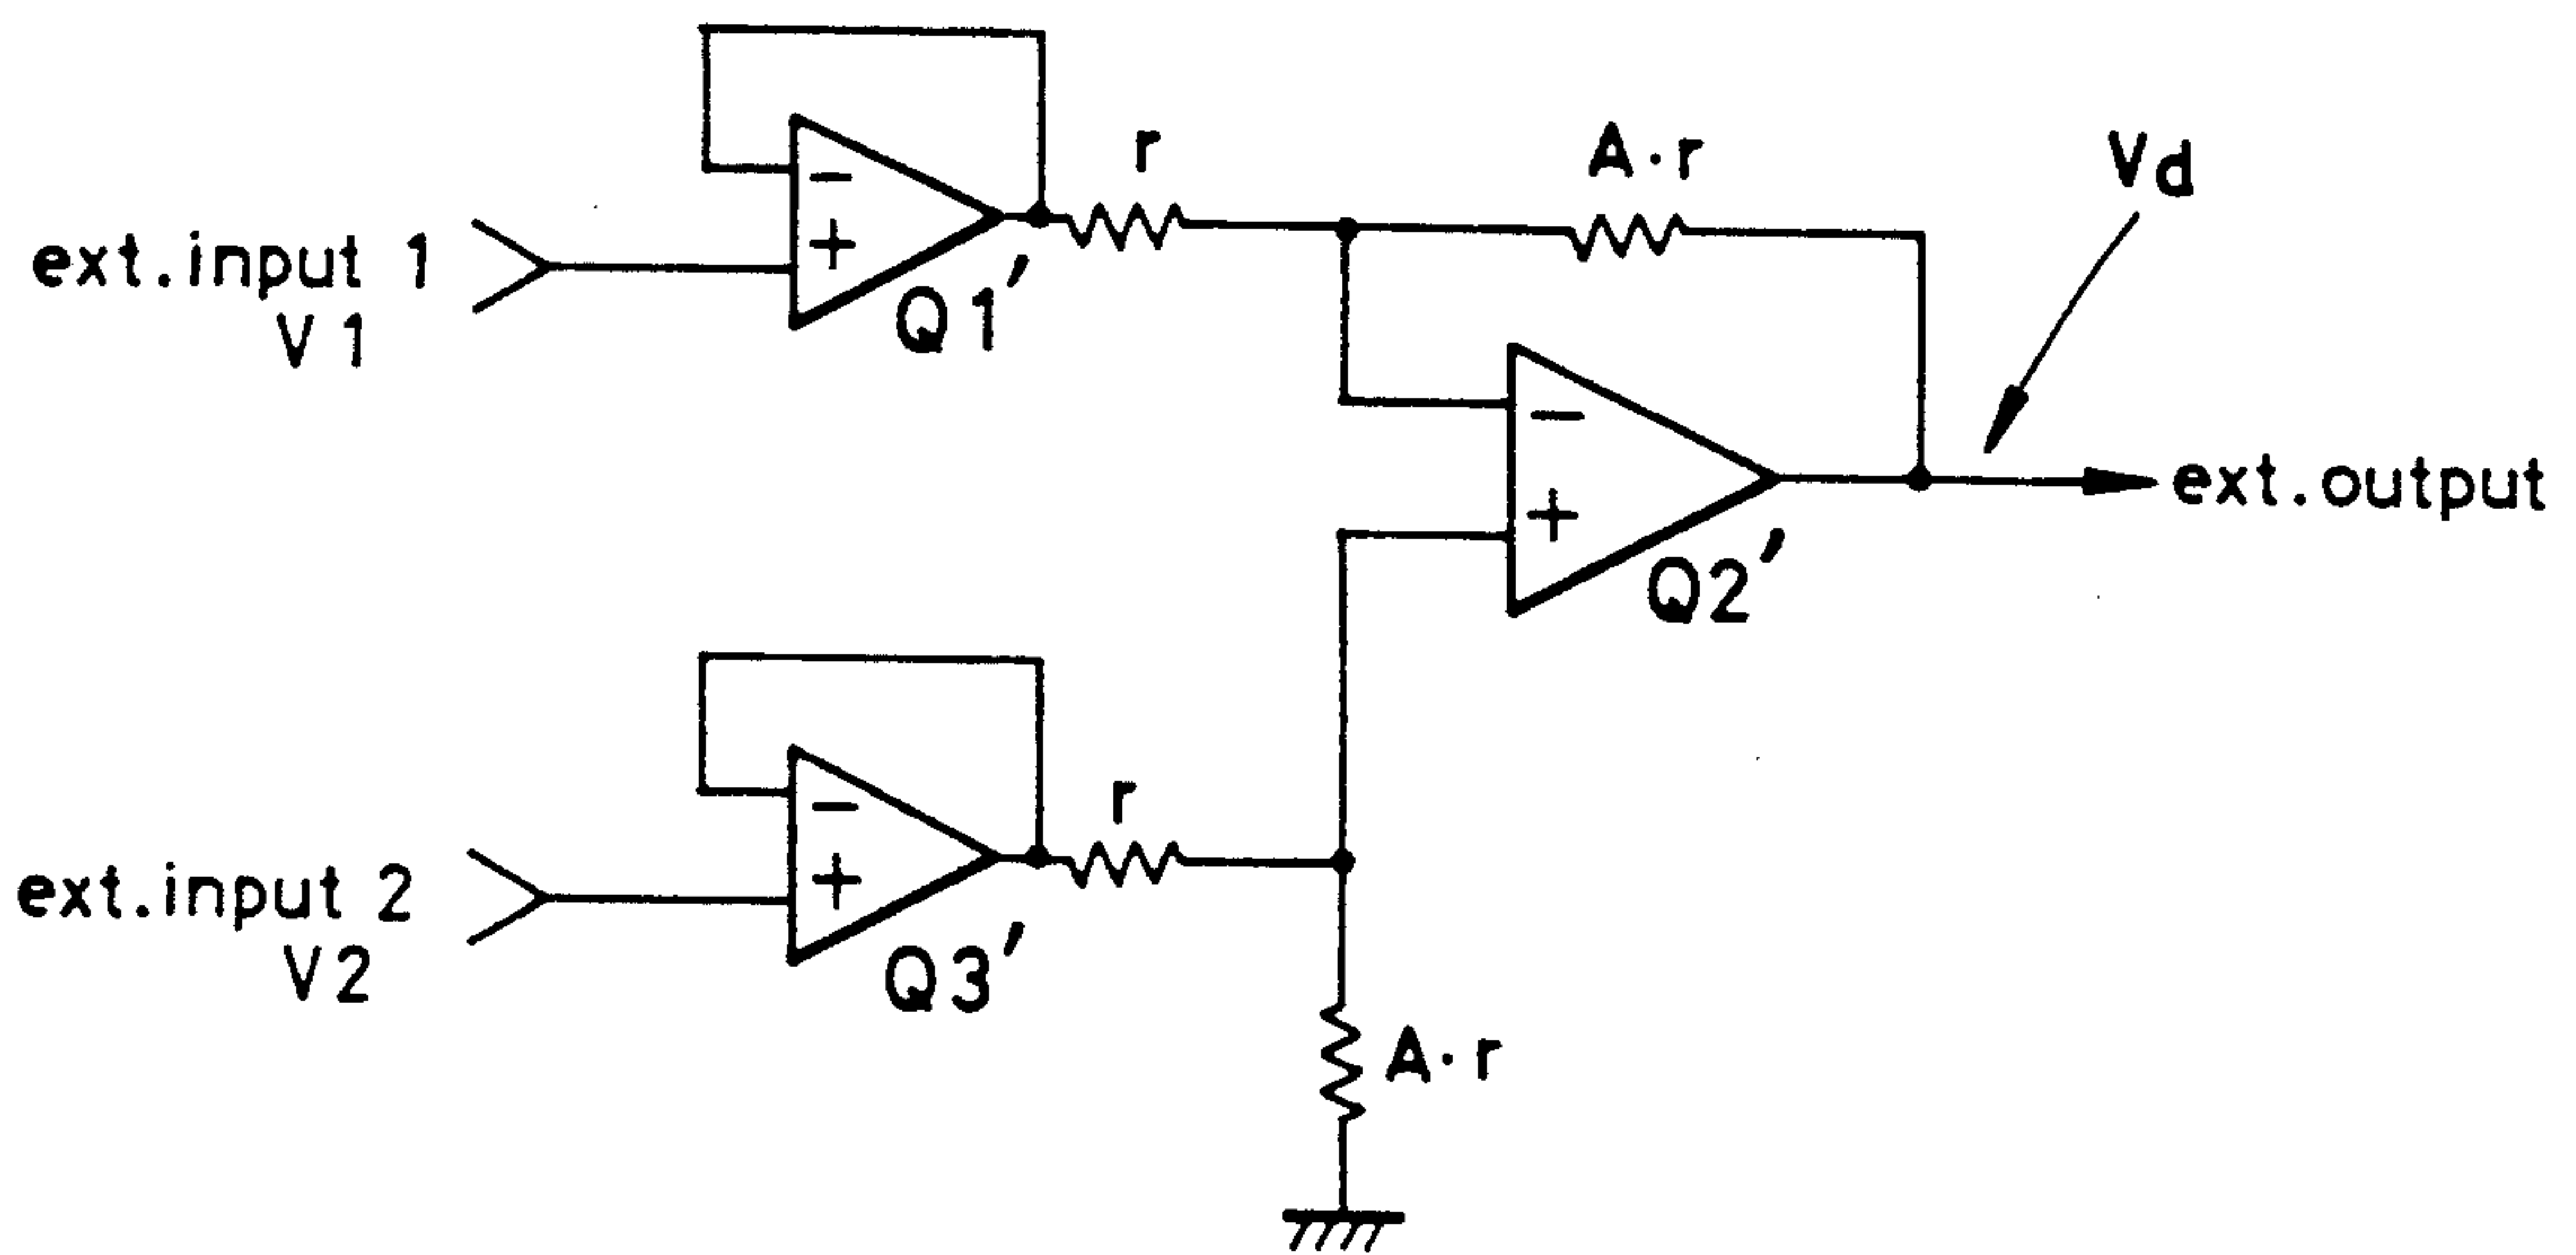 r
A·r
Vd
−
+
ext.input 1
V1
Q1′
−
+
ext.output
Q2′
r
−
+
ext.input 2
V2
Q3′
A·r